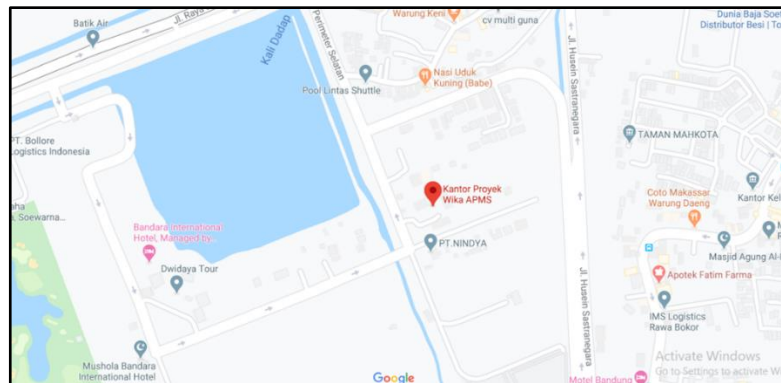 Batik Air
Jl. Raya
Kali Dadap
Perimeter Selatan
Warung Keni
cv multi guna
Dunia Baja Soet
Distributor Besi | To
Nasi Uduk
Kuning (Babe)
Pool Lintas Shuttle
Jl. Husein Sastranegara
TAMAN MAHKOTA
PT. Bollore
Logistics Indonesia
Kantor Proyek
Wika APMS
Coto Makassar
Warung Daeng
Kantor Kel
aha
, Soewarna...
Bandara International
Hotel, Managed by...
PT.NINDYA
Masjid Agung Al-
Dwidaya Tour
Apotek Fatim Farma
Jl. Husein Sastranegara
IMS Logistics
Rawa Bokor
Mushola Bandara
International Hotel
Google
Motel Bandung
Activate Windows
Go to Settings to activate W